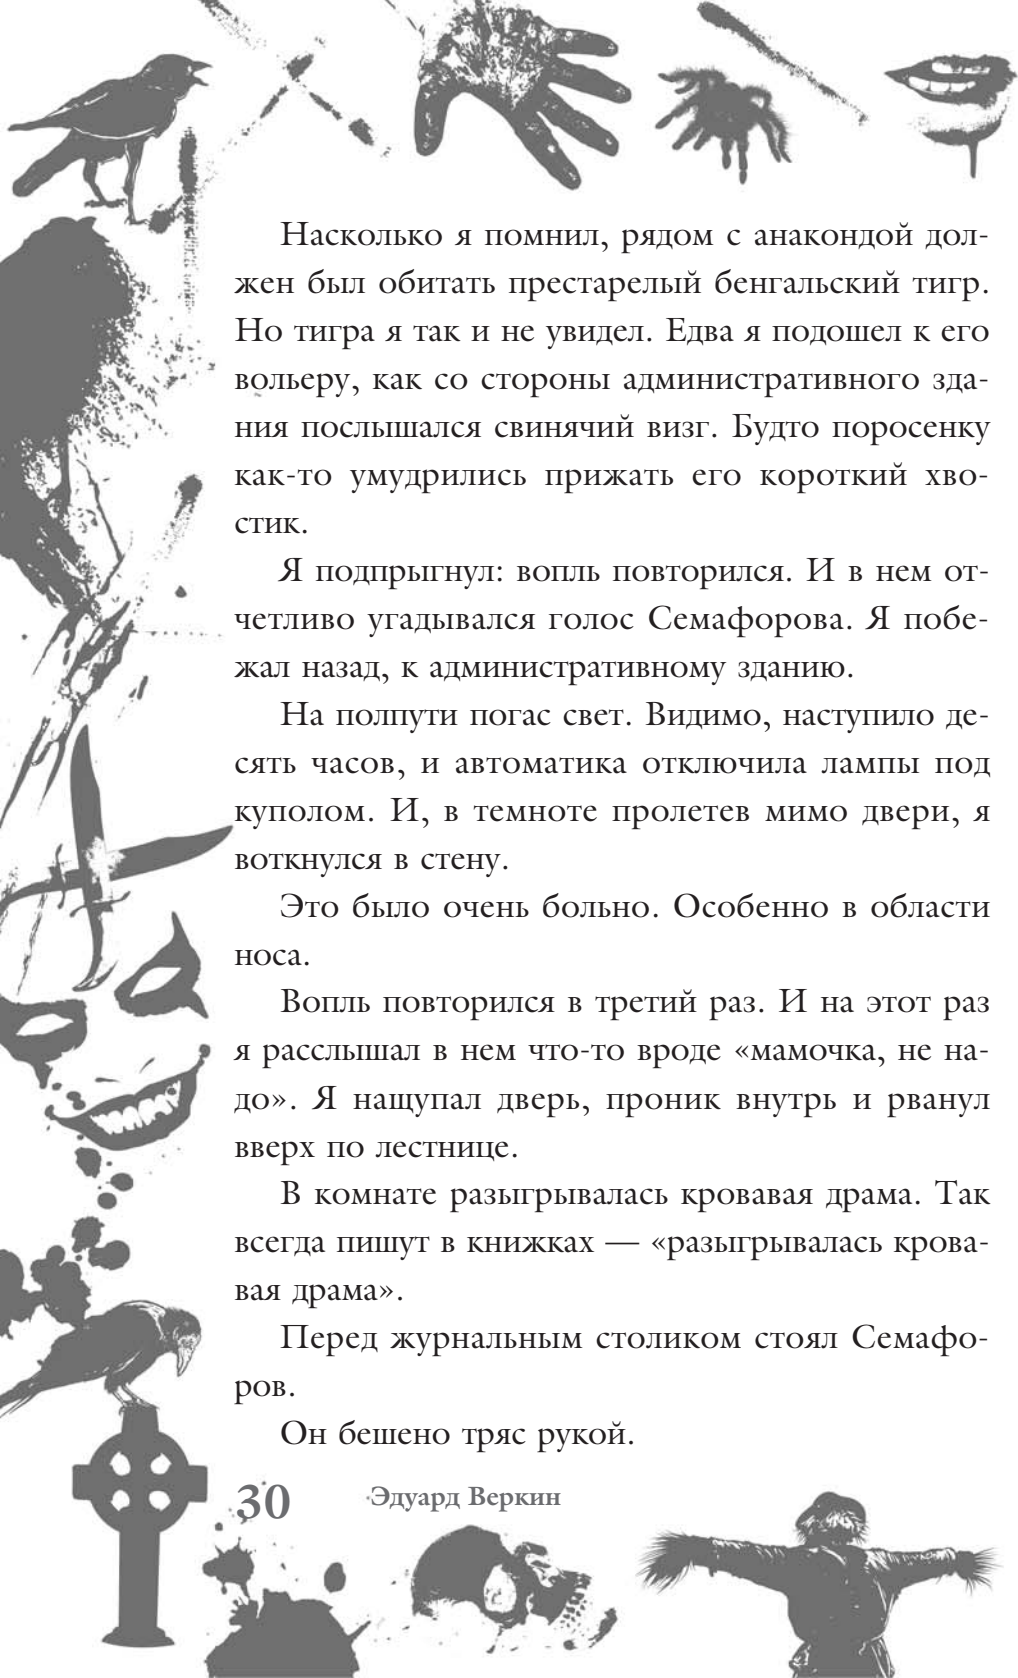 Насколько я помнил, рядом с анакондой дол-
жен был обитать престарелый бенгальский тигр.
Но тигра я так и не увидел. Едва я подошел к его
вольеру, как со стороны административного зда-
ния послышался свинячий визг. Будто поросенку
как-то умудрились прижать его короткий хво-
стик.
Я подпрыгнул: вопль повторился. И в нем от-
четливо угадывался голос Семафорова. Я побе-
жал назад, к административному зданию.
На полпути погас свет. Видимо, наступило де-
сять часов, и автоматика отключила лампы под
куполом. И, в темноте пролетев мимо двери, я
воткнулся в стену.
Это было очень больно. Особенно в области
носа.
Вопль повторился в третий раз. И на этот раз
я расслышал в нем что-то вроде «мамочка, не на-
до». Я нащупал дверь, проник внутрь и рванул
вверх по лестнице.
В комнате разыгрывалась кровавая драма. Так
всегда пишут в книжках — «разыгрывалась крова-
вая драма».
Перед журнальным столиком стоял Семафо-
ров.
Он бешено тряс рукой.
30 Эдуард Веркин